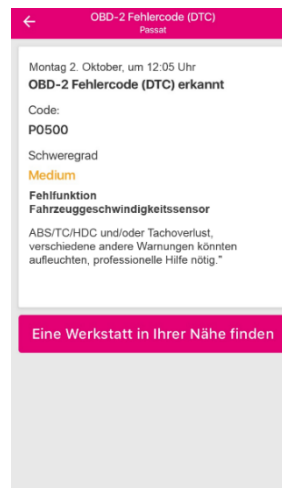 OBD-2 Fehlercode (DTC)
Passat
Montag 2. Oktober, um 12:05 Uhr
OBD-2 Fehlercode (DTC) erkannt
Code:
P0500
Schweregrad
Medium
Fehlfunktion
Fahrzeuggeschwindigkeitssensor
ABS/TC/HDC und/oder Tachoverlust,
verschiedene andere Warnungen könnten
aufleuchten, professionelle Hilfe nötig."
Eine Werkstatt in Ihrer Nähe finden